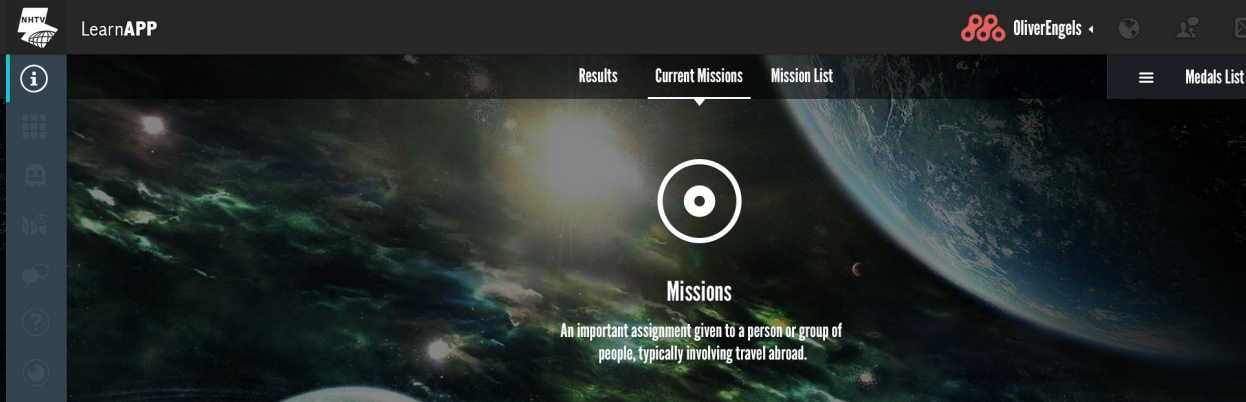 NHTV
LearnAPP
OliverEngels
Results
Current Missions
Mission List
Medals List
Missions
An important assignment given to a person or group of
people, typically involving travel abroad.